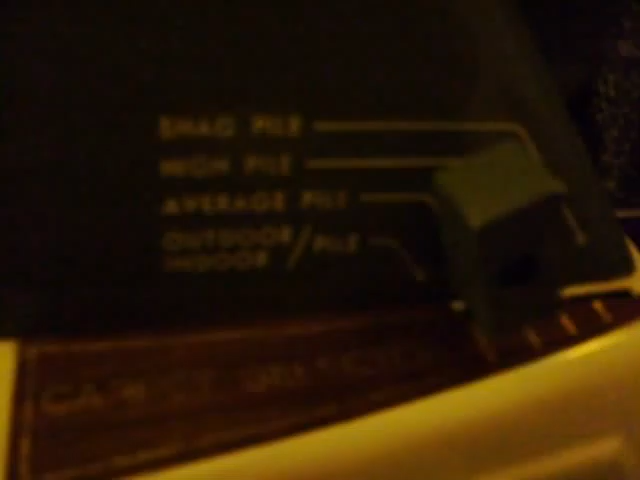 SHAG PILE
HIGH PILE
AVERAGE PILE
OUTDOOR/PILE
INDOOR